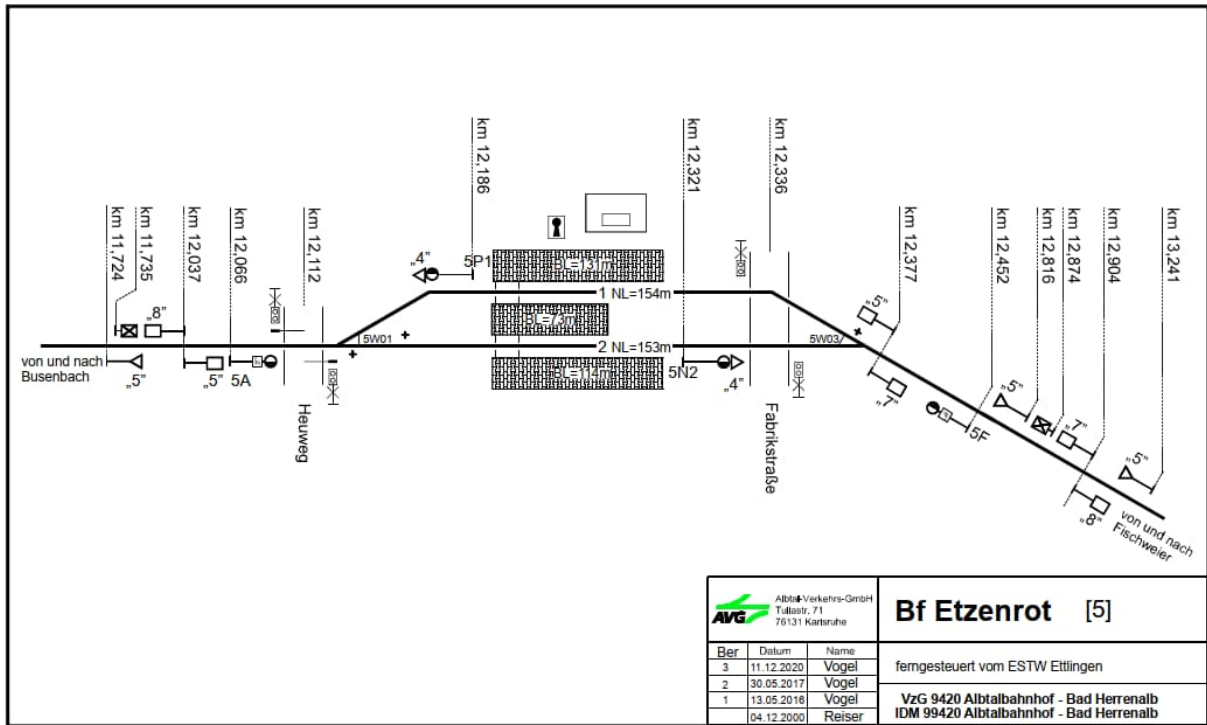 km 11,724
km 11,735
km 12,037
km 12,066
km 12,112
km 12,186
km 12,321
km 12,336
km 12,377
km 12,452
km 12,816
km 12,874
km 12,904
km 13,241
„4”
5P1
BL=131m
1 NL=154m
„8”
BL=73m
5W01
2 NL=153m
5W03
„5”
von und nach
Busenbach
„5”
„5”
5A
BL=114m
5N2
„4”
„7”
5F
„5”
„7”
„5”
„8”
von und nach
Fischweier
Heuweg
Fabrikstraße
AVG
Albtal-Verkehrs-GmbH
Tullastr. 71
76131 Karlsruhe
Bf Etzenrot [5]
Ber Datum Name
3 11.12.2020 Vogel
2 30.05.2017 Vogel
1 13.05.2016 Vogel
04.12.2000 Reiser
ferngesteuert vom ESTW Ettlingen
VzG 9420 Albtalbahnhof - Bad Herrenalb
IDM 99420 Albtalbahnhof - Bad Herrenalb